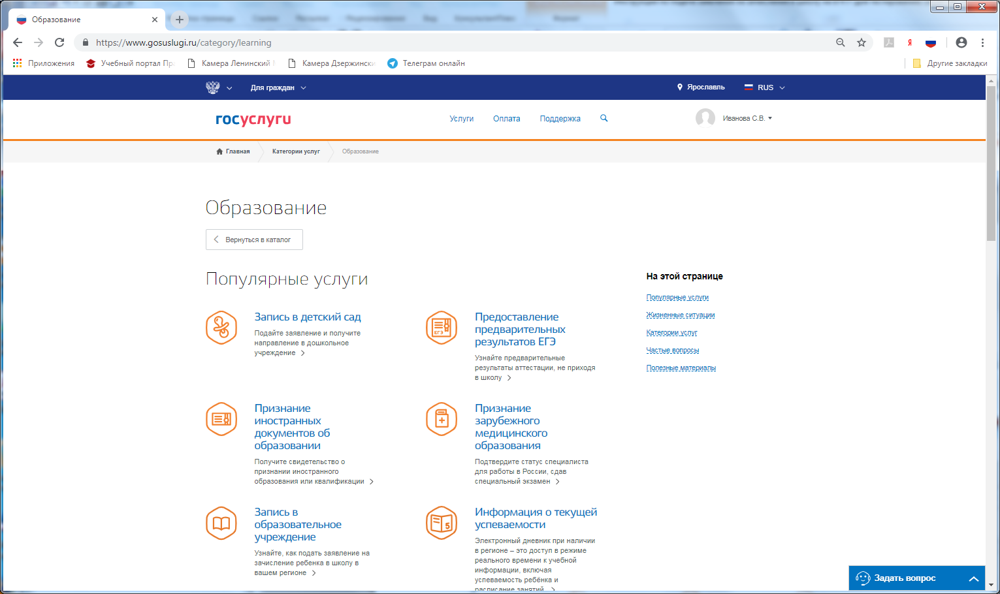 Образование
https://www.gosuslugi.ru/category/learning
Я
Приложения
Учебный портал Пра
Камера Ленинский
Камера Дзержински
Телеграм онлайн
Другие закладки
Для граждан
Ярославль
RUS
госуслуги
Услуги
Оплата
Поддержка
Иванова С.В.
Главная
Категории услуг
Образование
Образование
Вернуться в каталог
Популярные услуги
Запись в детский сад
Подайте заявление и получите
направление в дошкольное
учреждение
ЕГЭ
Предоставление
предварительных
результатов ЕГЭ
Узнайте предварительные
результаты аттестации, не приходя
в школу
Признание
иностранных
документов об
образовании
Получите свидетельство о
признании иностранного
образования или квалификации
Признание
зарубежного
медицинского
образования
Подтвердите статус специалиста
для работы в России, сдав
специальный экзамен
Запись в
образовательное
учреждение
Узнайте, как подать заявление на
зачисление ребенка в школу в
вашем регионе
5
Информация о текущей
успеваемости
Электронный дневник при наличии
в регионе – это доступ в режиме
реального времени к учебной
информации, включая
успеваемость ребёнка и
расписание занятий
На этой странице
Популярные услуги
Жизненные ситуации
Категории услуг
Частые вопросы
Полезные материалы
Задать вопрос